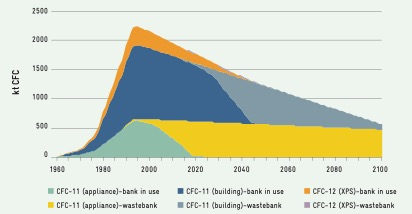 2500
2000
kt CFC
1500
1000
500
0
1960 1980 2000 2020 2040 2060 2080 2100
CFC-11 (appliance)-bank in use CFC-11 (building)-bank in use CFC-12 (XPS)-bank in use
CFC-11 (appliance)-wastebank CFC-11 (building)-wastebank CFC-12 (XPS)-wastebank